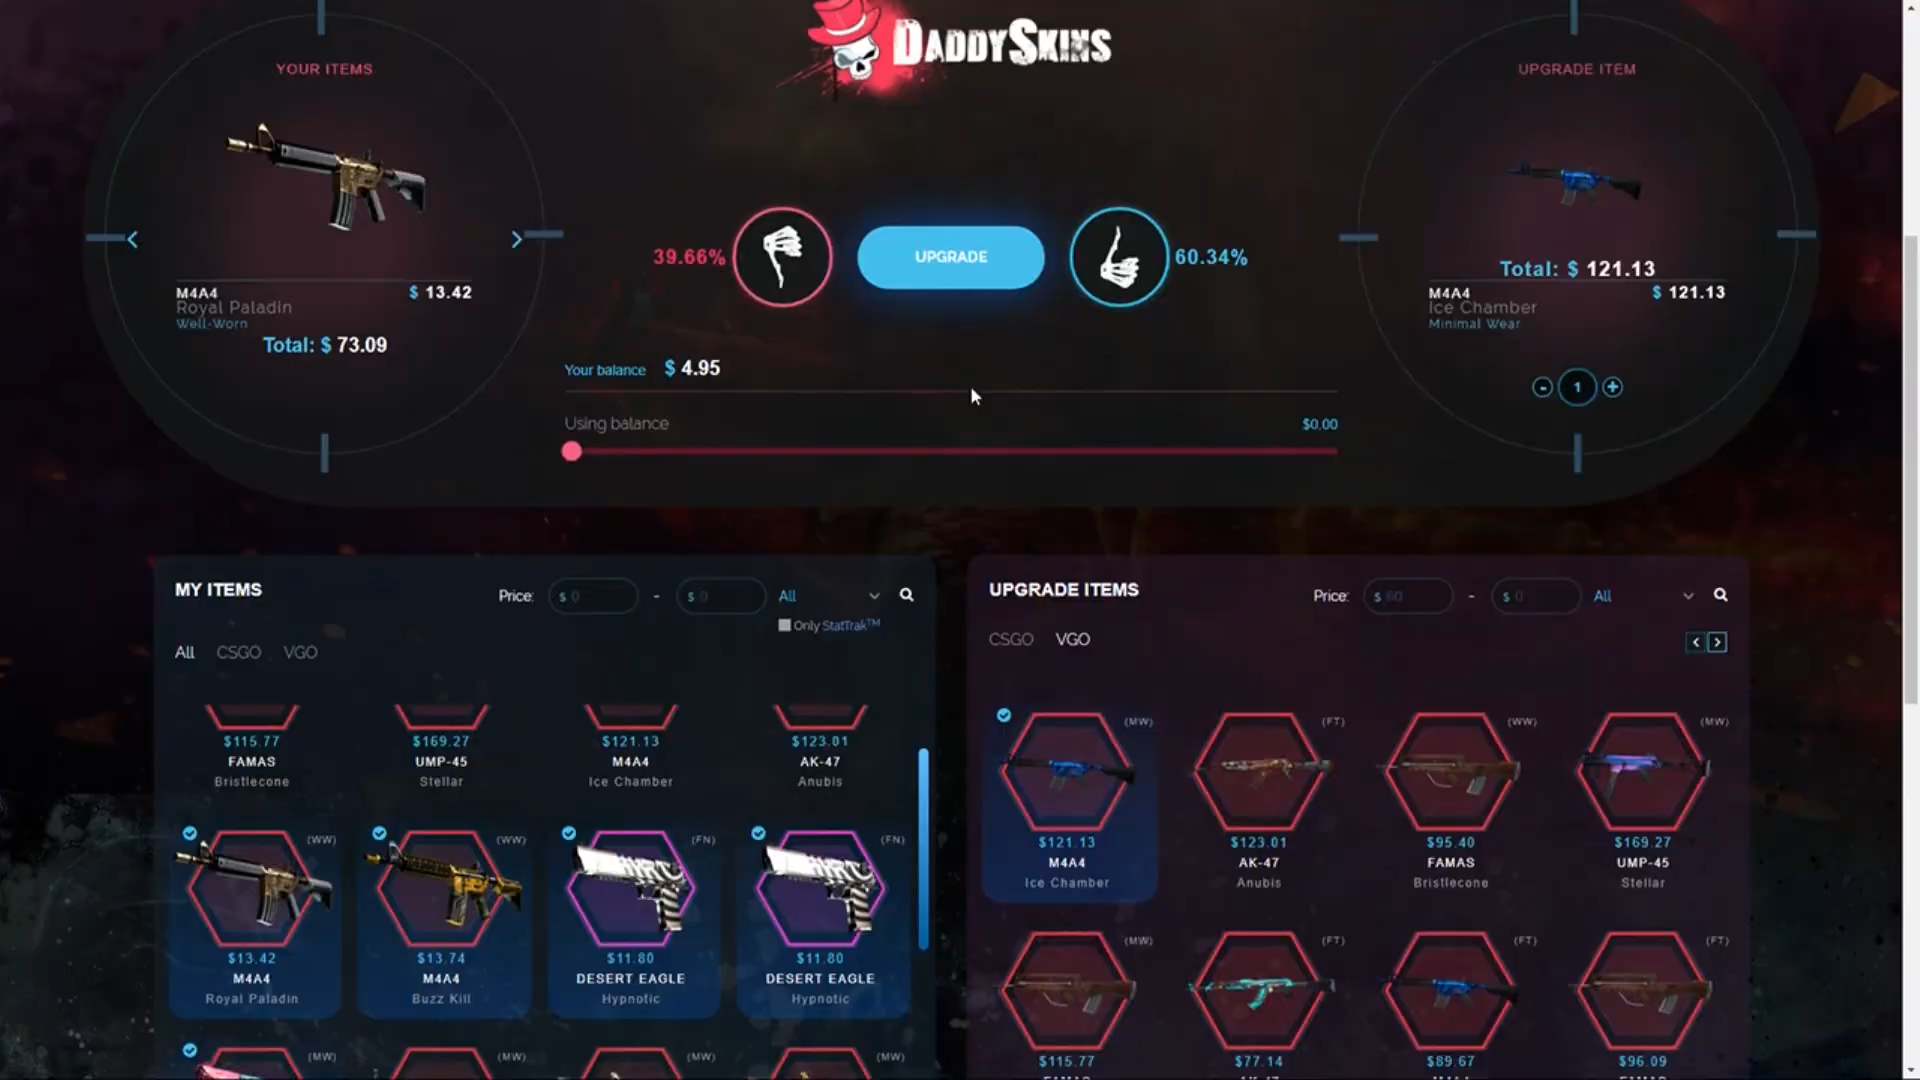 DADDYSKINS
YOUR ITEMS
UPGRADE ITEM
39.66%
UPGRADE
60.34%
M4A4
$ 13.42
Royal Paladin
Well-Worn
Total: $ 73.09
Total: $ 121.13
M4A4
$ 121.13
Ice Chamber
Minimal Wear
- 1 +
Your balance $ 4.95
Using balance $0.00
MY ITEMS
Price: $ 0 - $ 0 All
Only StatTrak™
All CSGO VGO
$115.77 $169.27 $121.13 $123.01
FAMAS UMP-45 M4A4 AK-47
Bristlecone Stellar Ice Chamber Anubis
(WW) (WW) (FN) (FN)
$13.42 $13.74 $11.80 $11.80
M4A4 M4A4 DESERT EAGLE DESERT EAGLE
Royal Paladin Buzz Kill Hypnotic Hypnotic
(MW) (WW) (MW) (MW)
UPGRADE ITEMS
Price: $ 60 - $ 0 All
CSGO VGO
< >
(MW) (FT) (WW) (MW)
$121.13 $123.01 $95.40 $169.27
M4A4 AK-47 FAMAS UMP-45
Ice Chamber Anubis Bristlecone Stellar
(MW) (FT) (FT) (FT)
$115.77 $77.14 $89.67 $96.09